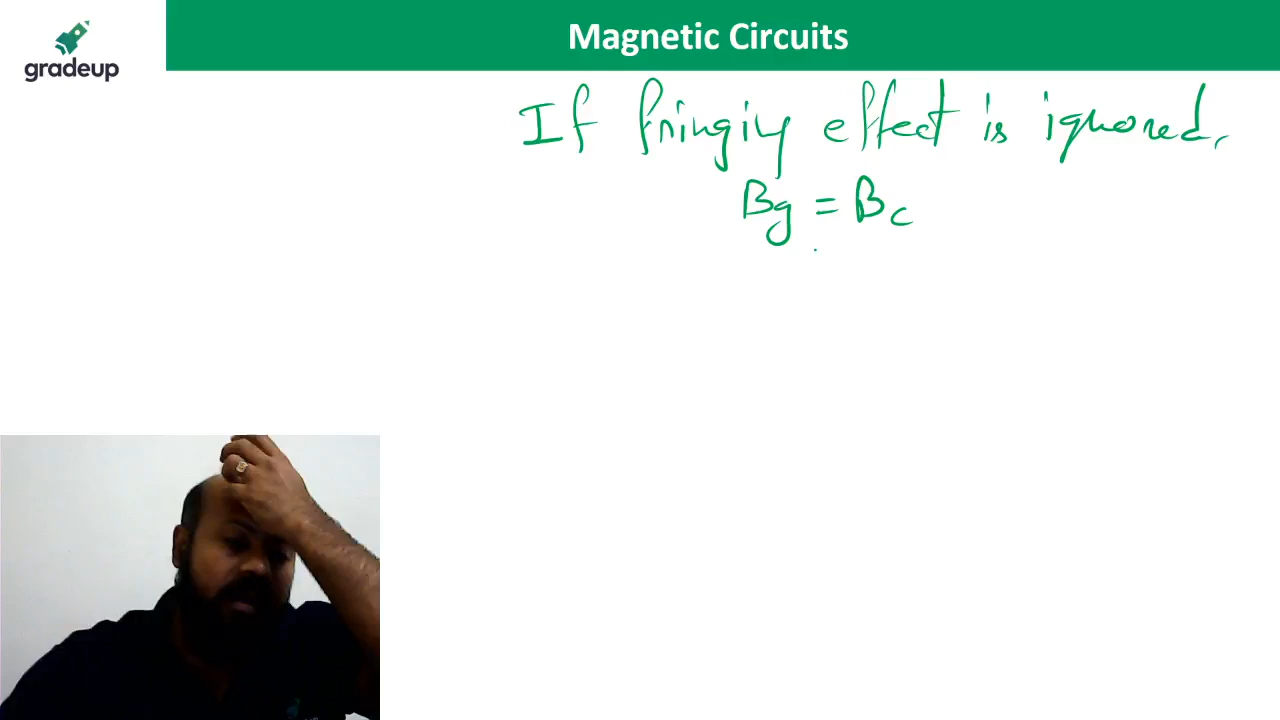 gradeup
Magnetic Circuits
If fringing effect is ignored,
Bg = Bc